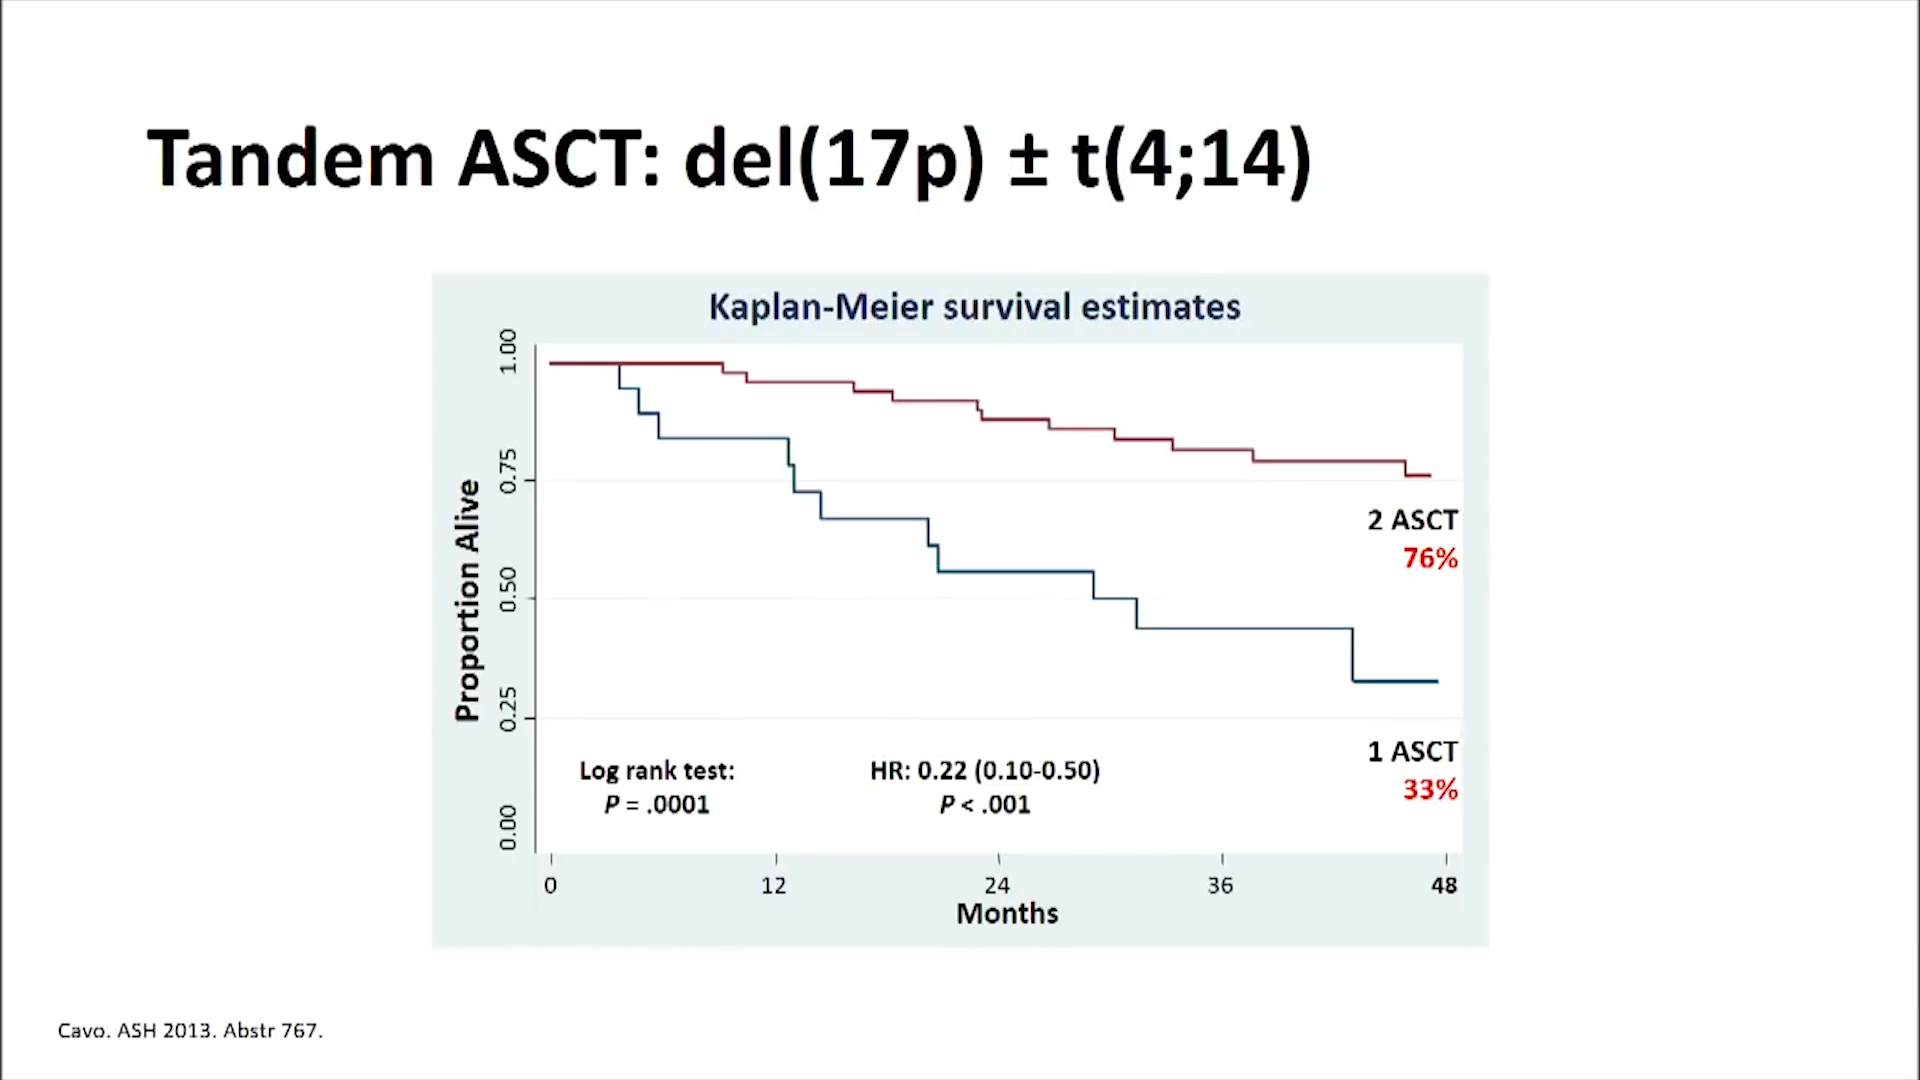 Tandem ASCT: del(17p) ± t(4;14)
Kaplan-Meier survival estimates
Proportion Alive
1.00
0.75
0.50
0.25
0.00
2 ASCT
76%
1 ASCT
33%
Log rank test:
P = .0001
HR: 0.22 (0.10-0.50)
P < .001
0 12 24 36 48
Months
Cavo. ASH 2013. Abstr 767.